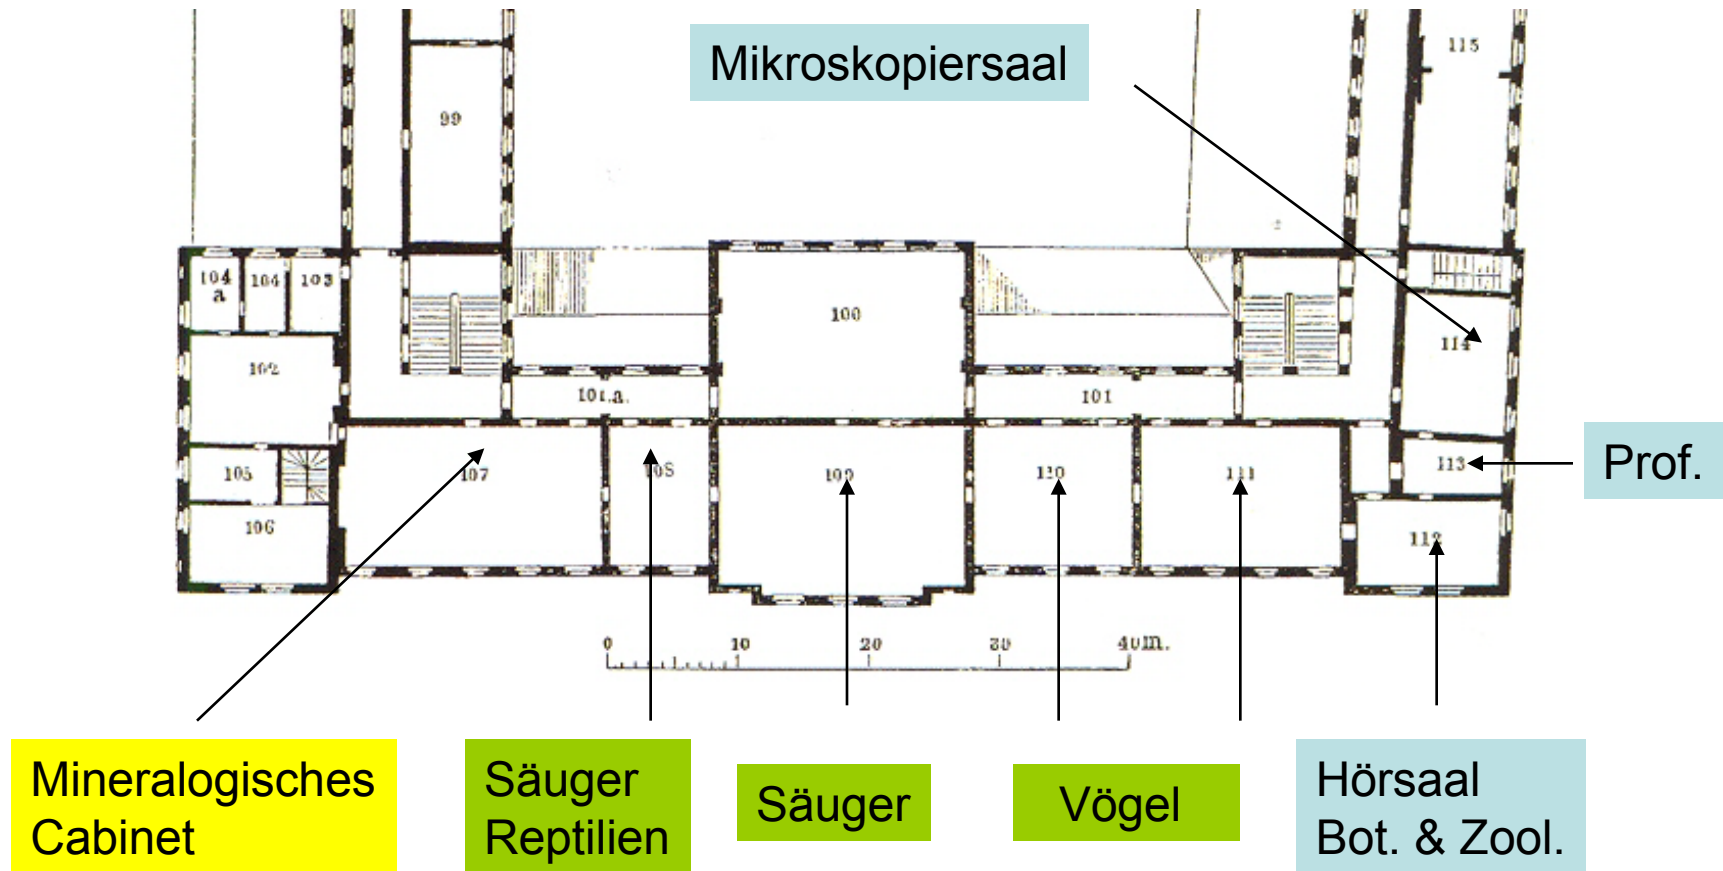 Mikroskopiersaal
115
99
104 a
104
103
100
114
102
101.a.
101
105
107
108
109
110
111
113
Prof.
106
112
0 10 20 30 40m.
Mineralogisches
Cabinet
Säuger
Reptilien
Säuger
Vögel
Hörsaal
Bot. & Zool.